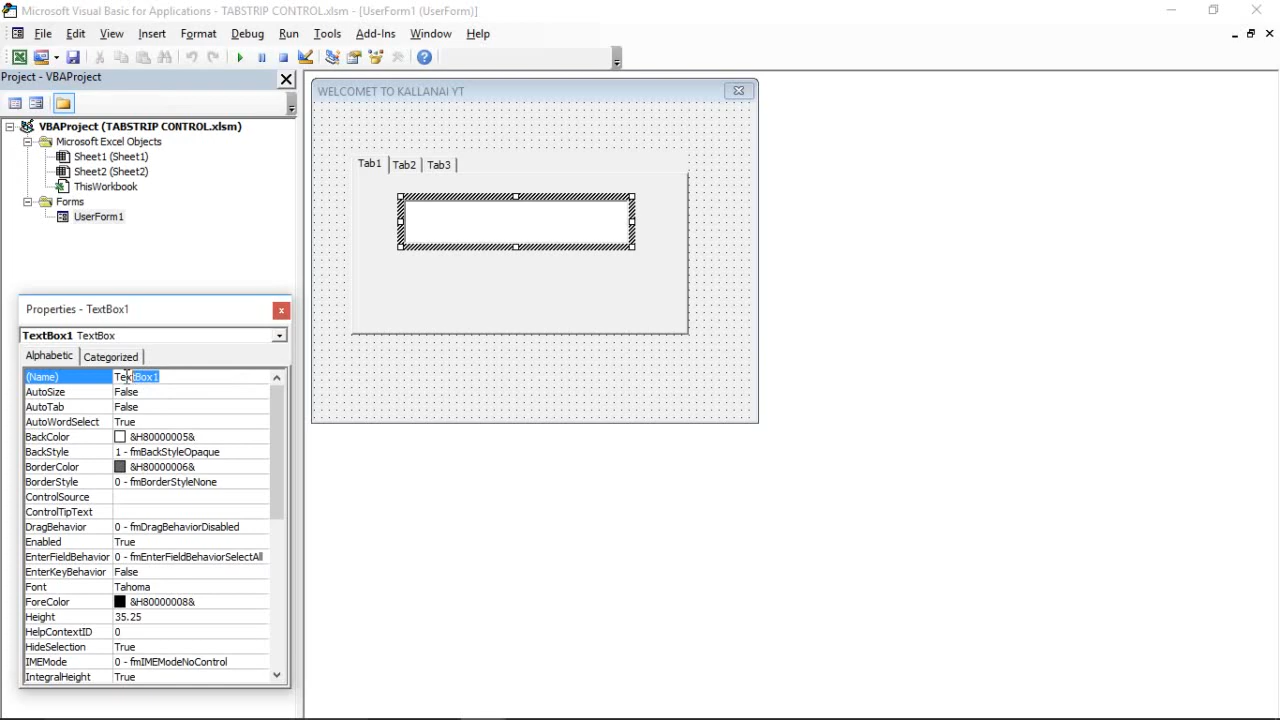 Microsoft Visual Basic for Applications - TABSTRIP CONTROL.xlsm - [UserForm1 (UserForm)]
File Edit View Insert Format Debug Run Tools Add-Ins Window Help
Project - VBAProject
VBAProject (TABSTRIP CONTROL.xlsm)
Microsoft Excel Objects
Sheet1 (Sheet1)
Sheet2 (Sheet2)
ThisWorkbook
Forms
UserForm1
WELCOMET TO KALLANAI YT
Tab1 Tab2 Tab3
Properties - TextBox1
TextBox1 TextBox
Alphabetic Categorized
(Name) TextBox1
AutoSize False
AutoTab False
AutoWordSelect True
BackColor &H80000005&
BackStyle 1 - fmBackStyleOpaque
BorderColor &H80000006&
BorderStyle 0 - fmBorderStyleNone
ControlSource
ControlTipText
DragBehavior 0 - fmDragBehaviorDisabled
Enabled True
EnterFieldBehavior 0 - fmEnterFieldBehaviorSelectAll
EnterKeyBehavior False
Font Tahoma
ForeColor &H80000008&
Height 35.25
HelpContextID 0
HideSelection True
IMEMode 0 - fmIMEModeNoControl
IntegralHeight True